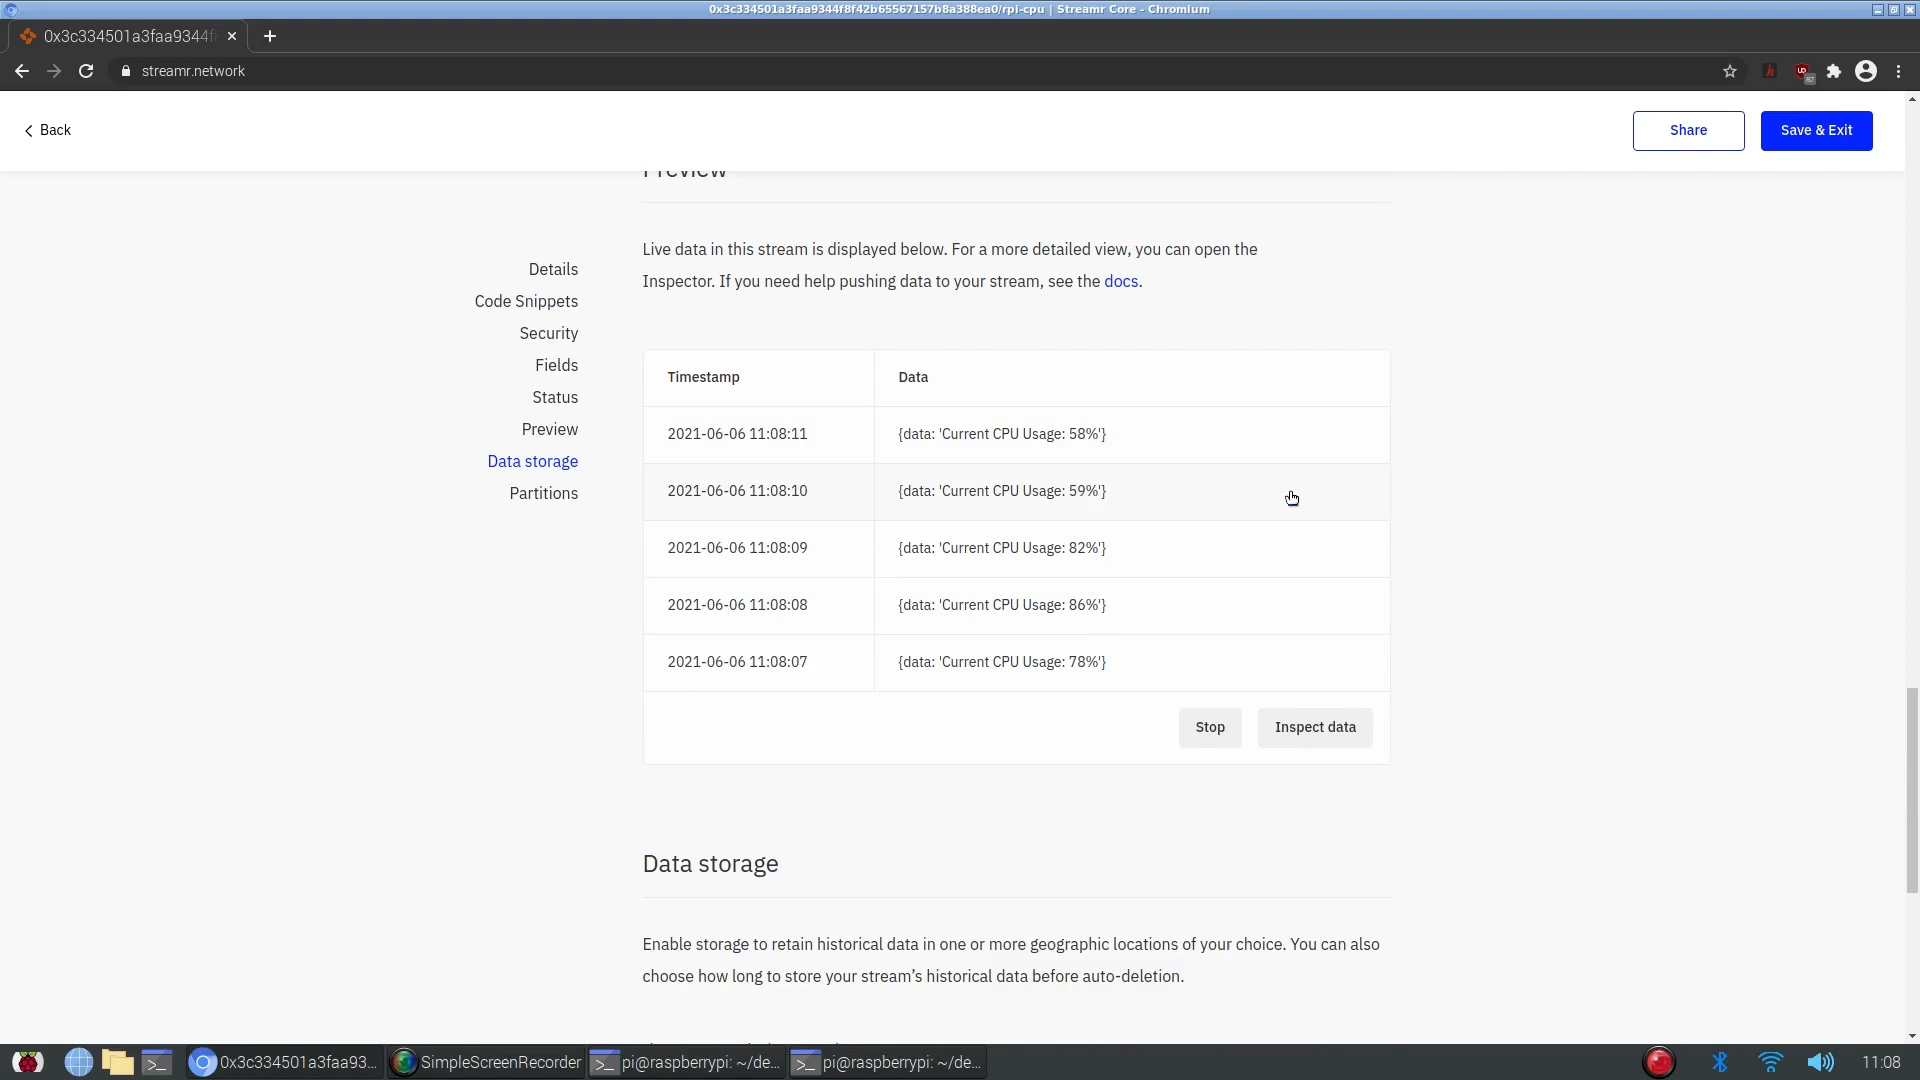 0x3c334501a3faa9344f8f42b65567157b8a388ea0/rpi-cpu | Streamr Core - Chromium
0x3c334501a3faa9344f8
streamr.network
Back
Share
Save & Exit
Preview
Live data in this stream is displayed below. For a more detailed view, you can open the
Inspector. If you need help pushing data to your stream, see the docs.
Details
Code Snippets
Security
Fields
Status
Preview
Data storage
Partitions
Timestamp Data
2021-06-06 11:08:11 {data: 'Current CPU Usage: 58%'}
2021-06-06 11:08:10 {data: 'Current CPU Usage: 59%'}
2021-06-06 11:08:09 {data: 'Current CPU Usage: 82%'}
2021-06-06 11:08:08 {data: 'Current CPU Usage: 86%'}
2021-06-06 11:08:07 {data: 'Current CPU Usage: 78%'}
Stop Inspect data
Data storage
Enable storage to retain historical data in one or more geographic locations of your choice. You can also
choose how long to store your stream’s historical data before auto-deletion.
0x3c334501a3faa93... SimpleScreenRecorder pi@raspberrypi: ~/de... pi@raspberrypi: ~/de... 11:08